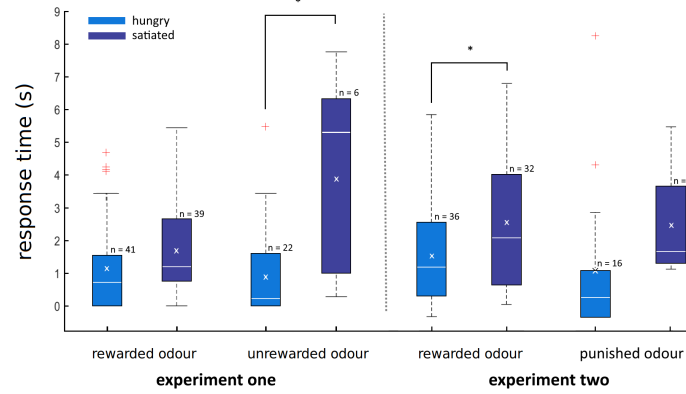 hungry
satiated
response time (s)
9
8
7
6
5
4
3
2
1
0
n = 41
n = 39
n = 22
n = 6
*
n = 36
n = 32
n = 16
n =
rewarded odour
unrewarded odour
rewarded odour
punished odour
experiment one
experiment two